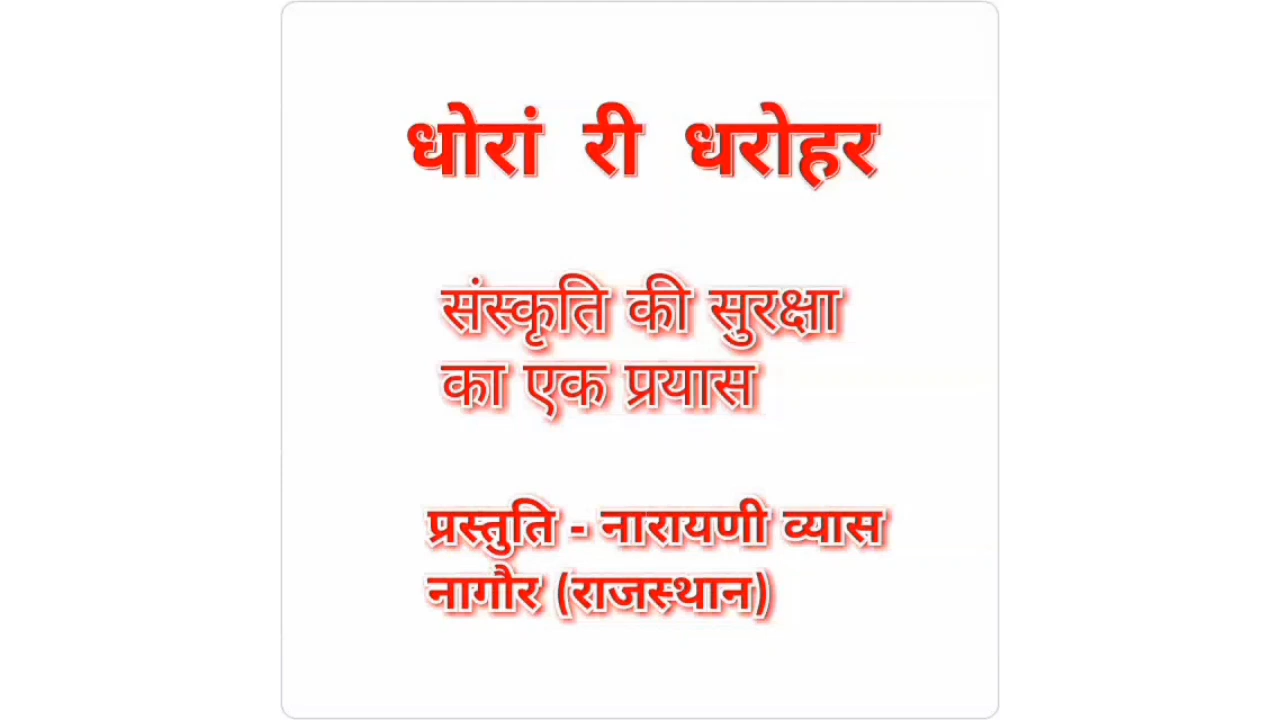 धोरां री धरोहर
संस्कृति की सुरक्षा
का एक प्रयास
प्रस्तुति - नारायणी व्यास
नागौर (राजस्थान)